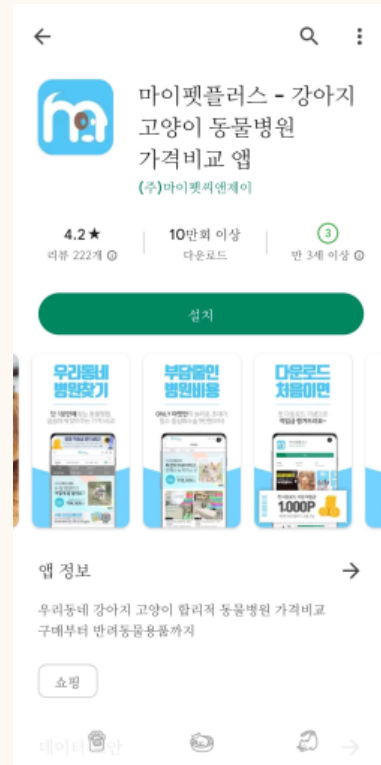 마이펫플러스 - 강아지
고양이 동물병원
가격비교 앱
(주)마이펫씨앤제이
4.2★
리뷰 222개
10만회 이상
다운로드
3
만 3세 이상
설치
우리동네
병원찾기
부담줄인
병원비용
다운로드
처음이면
1,000P
앱 정보
우리동네 강아지 고양이 합리적 동물병원 가격비교
구매부터 반려동물용품까지
쇼핑